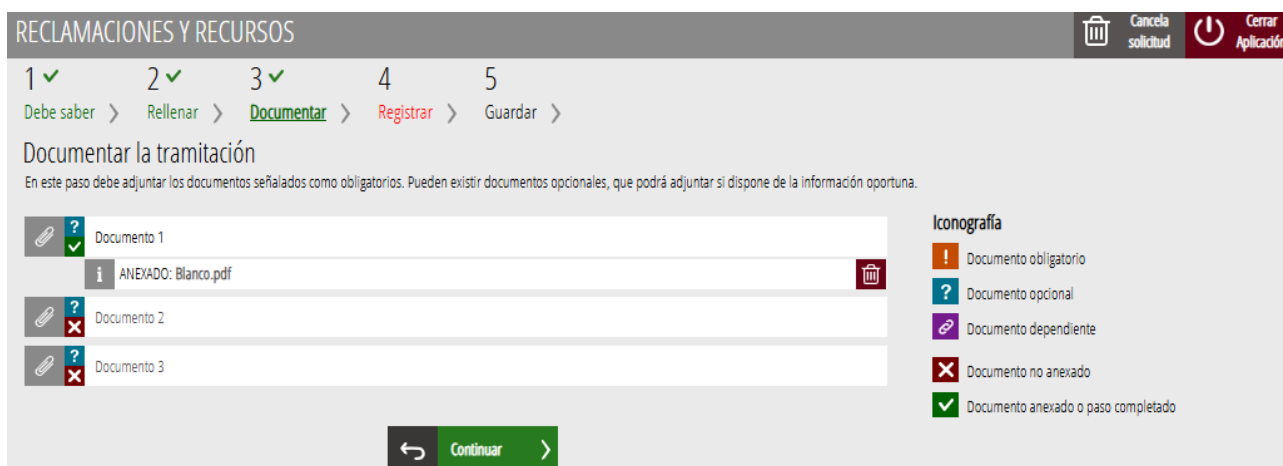 RECLAMACIONES Y RECURSOS
Cancela
solicitud
Cerrar
Aplicación
1 2 3 4 5
Debe saber Rellenar Documentar Registrar Guardar
Documentar la tramitación
En este paso debe adjuntar los documentos señalados como obligatorios. Pueden existir documentos opcionales, que podrá adjuntar si dispone de la información oportuna.
Documento 1
ANEXADO: Blanco.pdf
Documento 2
Documento 3
Continuar
Iconografía
Documento obligatorio
Documento opcional
Documento dependiente
Documento no anexado
Documento anexado o paso completado